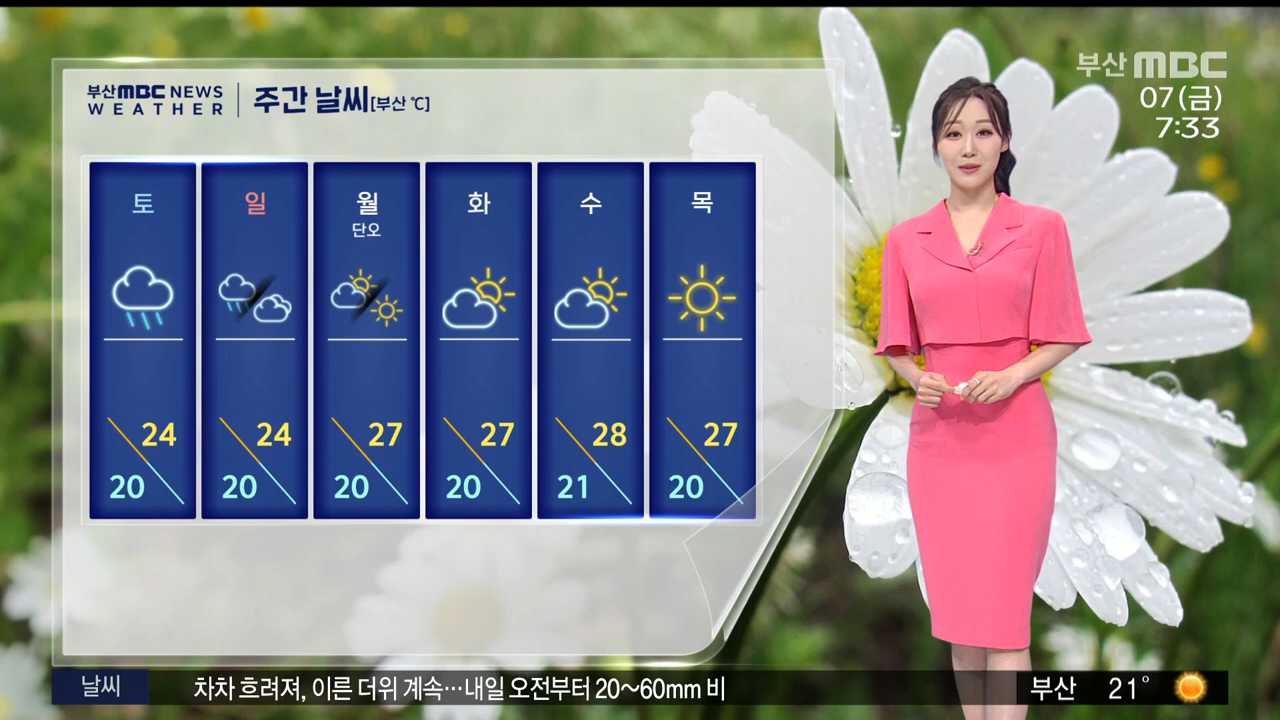 부산MBC NEWS
WEATHER
주간 날씨[부산 ℃]
부산 MBC
07(금)
7:33
토 일 월 화 수 목
단오
24 24 27 27 28 27
20 20 20 20 21 20
날씨 차차 흐려져, 이른 더위 계속…내일 오전부터 20~60mm 비 부산 21°